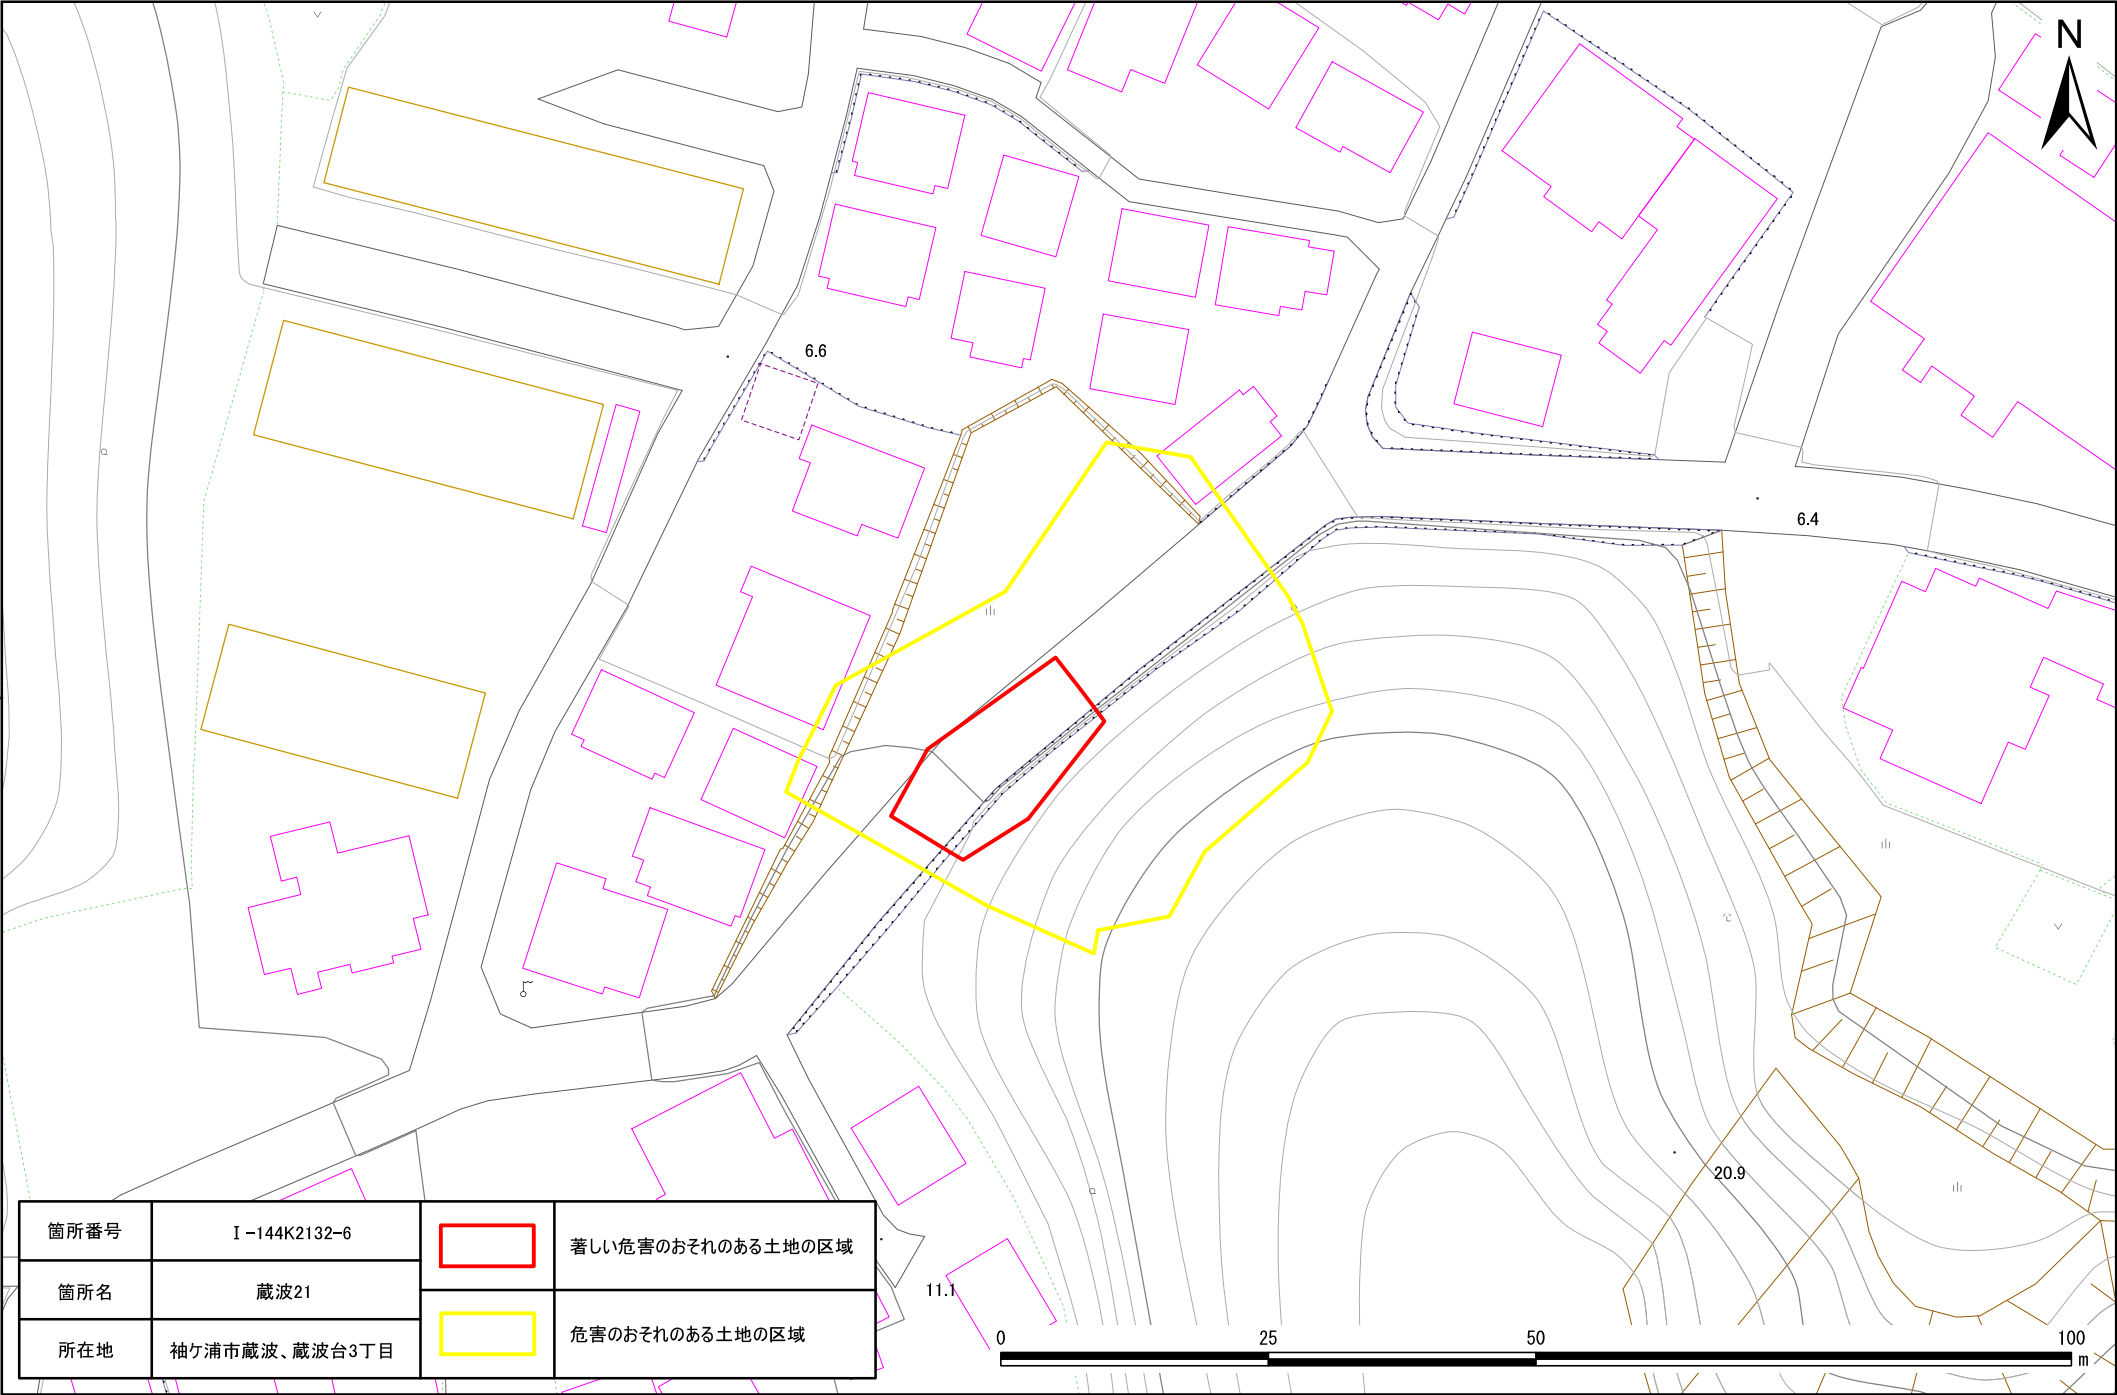 N
6.6
6.4
20.9
11.1
箇所番号 Ⅰ-144K2132-6
箇所名 蔵波21
所在地 袖ケ浦市蔵波、蔵波台3丁目
著しい危害のおそれのある土地の区域
危害のおそれのある土地の区域
0 25 50 100
m